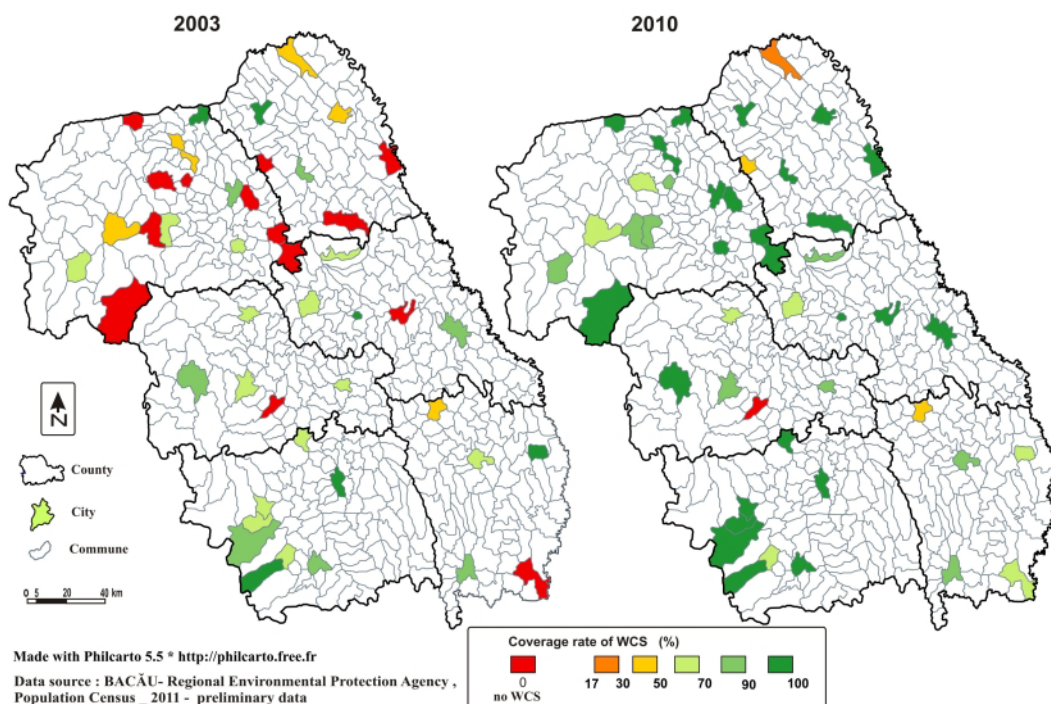 2003
2010
N
County
City
Commune
0 5 20 40 km
Made with Philcarto 5.5 * http://philcarto.free.fr
Data source : BACĂU- Regional Environmental Protection Agency ,
Population Census _ 2011 - preliminary data
Coverage rate of WCS (%)
0 17 30 50 70 90 100
no WCS